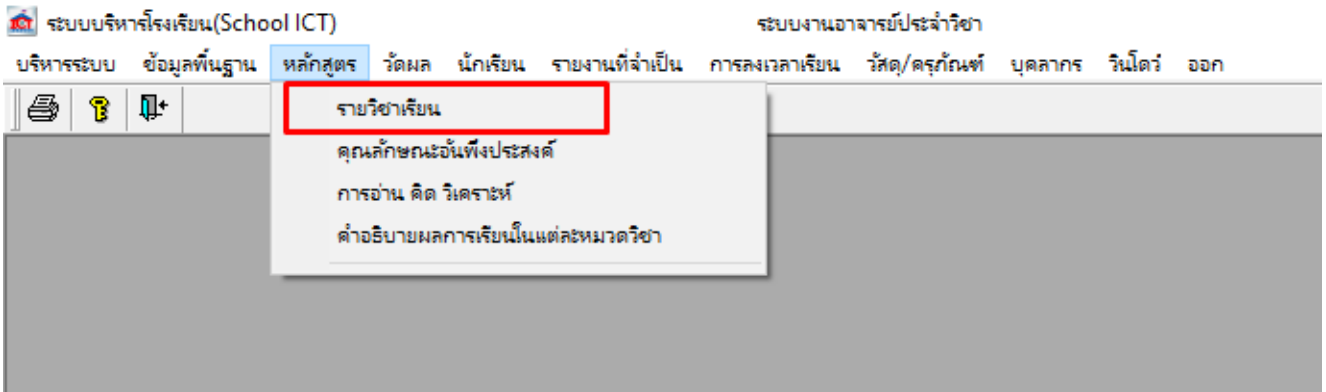 ICT ระบบบริหารโรงเรียน(School ICT) ระบบงานอาจารย์ประจำวิชา
บริหารระบบ ข้อมูลพื้นฐาน หลักสูตร วัดผล นักเรียน รายงานที่จำเป็น การลงเวลาเรียน วัสดุ/ครุภัณฑ์ บุคลากร วินโดว์ ออก
รายวิชาเรียน
คุณลักษณะอันพึงประสงค์
การอ่าน คิด วิเคราะห์
คำอธิบายผลการเรียนในแต่ละหมวดวิชา